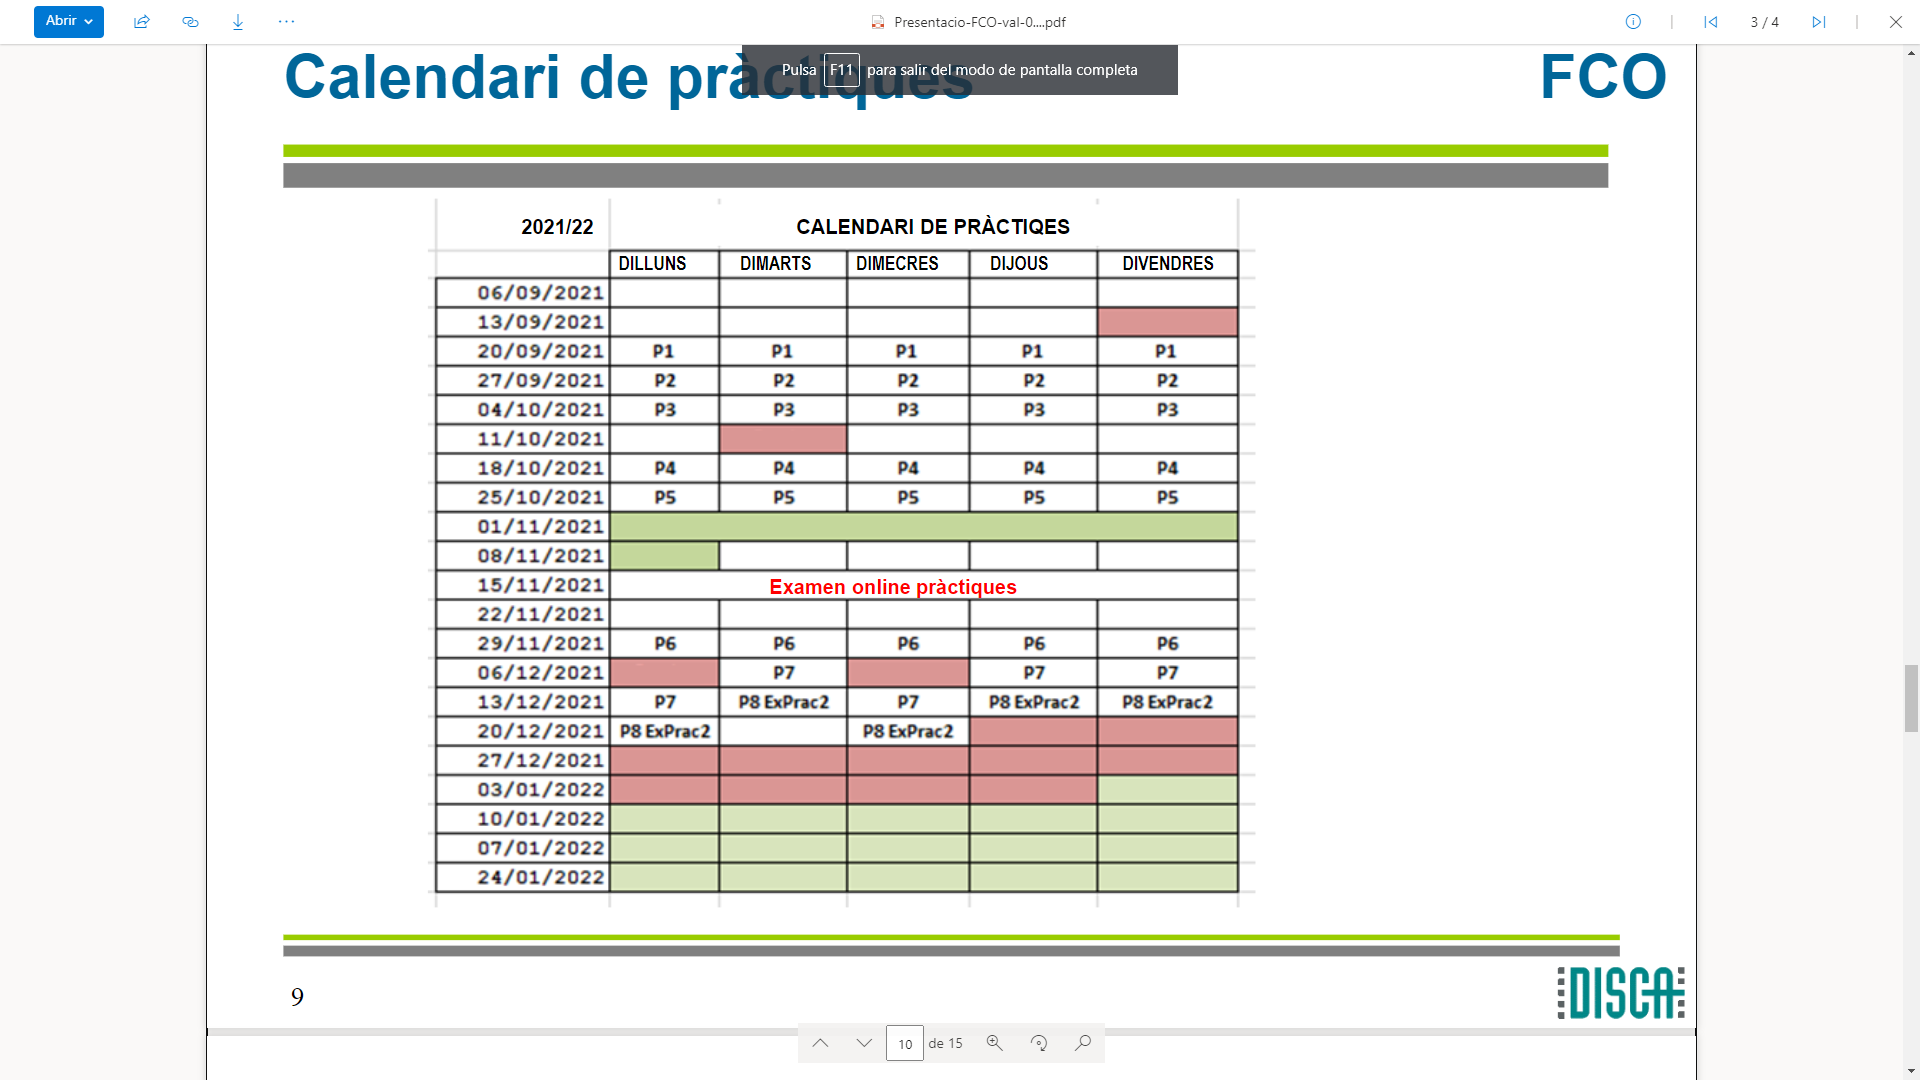 Abrir
Presentacio-FCO-val-0....pdf
3 / 4
Pulsa F11 para salir del modo de pantalla completa
Calendari de pràctiques FCO
2021/22 CALENDARI DE PRÀCTIQES
DILLUNS DIMARTS DIMECRES DIJOUS DIVENDRES
06/09/2021
13/09/2021
20/09/2021 P1 P1 P1 P1 P1
27/09/2021 P2 P2 P2 P2 P2
04/10/2021 P3 P3 P3 P3 P3
11/10/2021
18/10/2021 P4 P4 P4 P4 P4
25/10/2021 P5 P5 P5 P5 P5
01/11/2021
08/11/2021
15/11/2021 Examen online pràctiques
22/11/2021
29/11/2021 P6 P6 P6 P6 P6
06/12/2021 P7 P7 P7
13/12/2021 P7 P8 ExPrac2 P7 P8 ExPrac2 P8 ExPrac2
20/12/2021 P8 ExPrac2 P8 ExPrac2
27/12/2021
03/01/2022
10/01/2022
07/01/2022
24/01/2022
9
DISCA
10 de 15